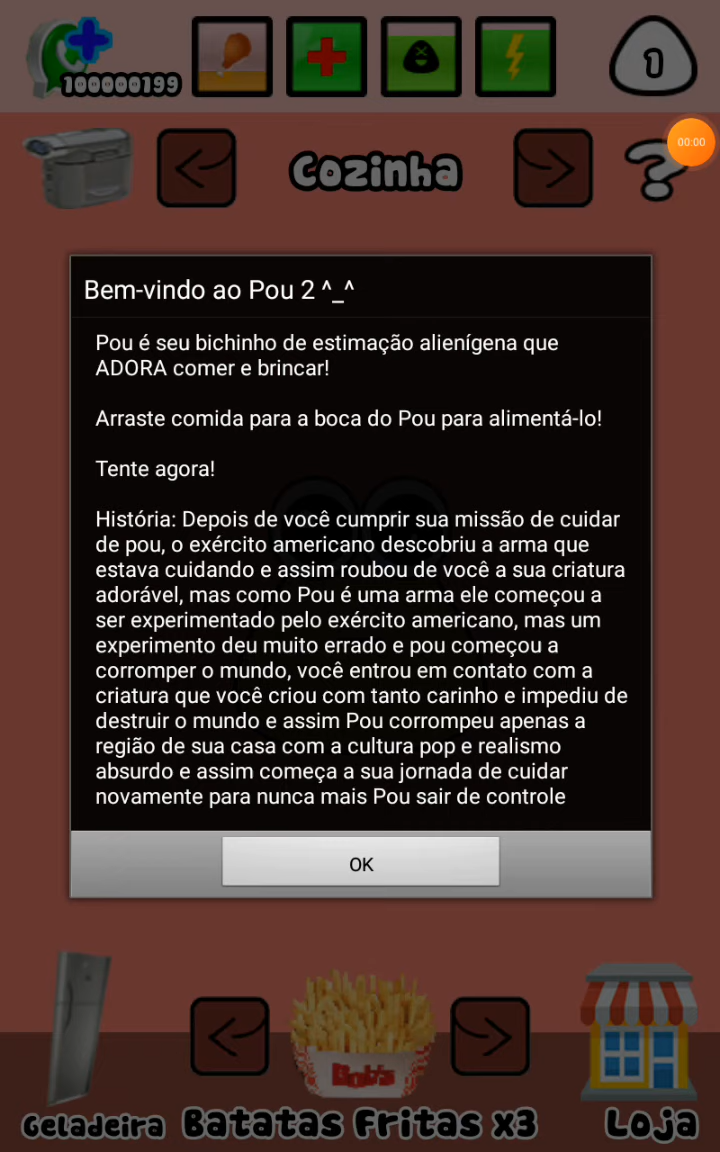 100000199
1
00:00
Cozinha
Bem-vindo ao Pou 2 ^_^
Pou é seu bichinho de estimação alienígena que
ADORA comer e brincar!
Arraste comida para a boca do Pou para alimentá-lo!
Tente agora!
História: Depois de você cumprir sua missão de cuidar
de pou, o exército americano descobriu a arma que
estava cuidando e assim roubou de você a sua criatura
adorável, mas como Pou é uma arma ele começou a
ser experimentado pelo exército americano, mas um
experimento deu muito errado e pou começou a
corromper o mundo, você entrou em contato com a
criatura que você criou com tanto carinho e impediu de
destruir o mundo e assim Pou corrompeu apenas a
região de sua casa com a cultura pop e realismo
absurdo e assim começa a sua jornada de cuidar
novamente para nunca mais Pou sair de controle
OK
Bob's
Geladeira
Batatas Fritas x3
Loja